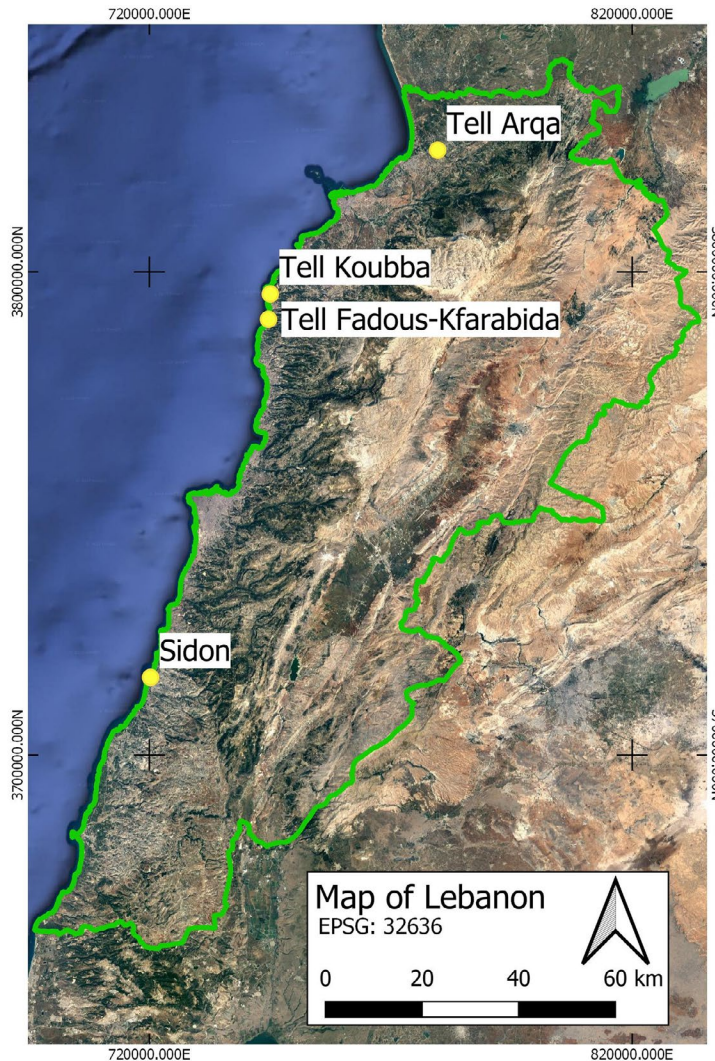 720000.000E
820000.000E
Tell Arqa
Tell Koubba
3800000.000N
Tell Fadous-Kfarabida
Sidon
3700000.000N
Map of Lebanon
EPSG: 32636
0 20 40 60 km
720000.000E
820000.000E